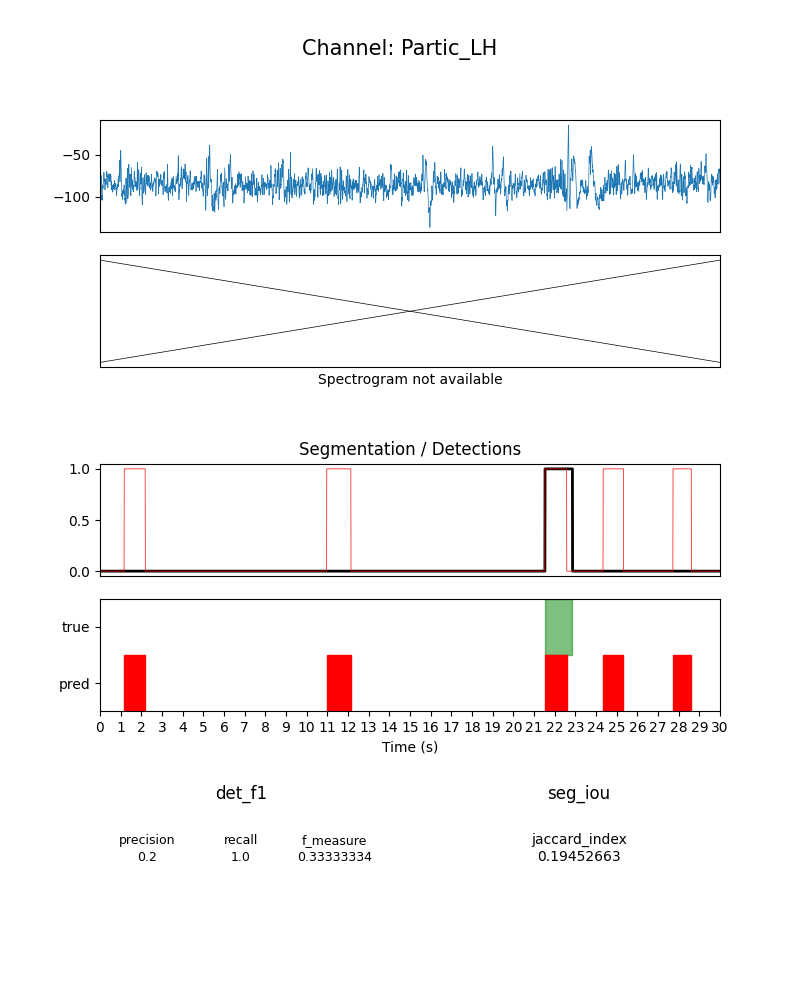 Channel: Partic_LH
−50
−100
Spectrogram not available
Segmentation / Detections
1.0
0.5
0.0
true
pred
0 1 2 3 4 5 6 7 8 9 10 11 12 13 14 15 16 17 18 19 20 21 22 23 24 25 26 27 28 29 30
Time (s)
det_f1 seg_iou
precision recall f_measure jaccard_index
0.2 1.0 0.33333334 0.19452663